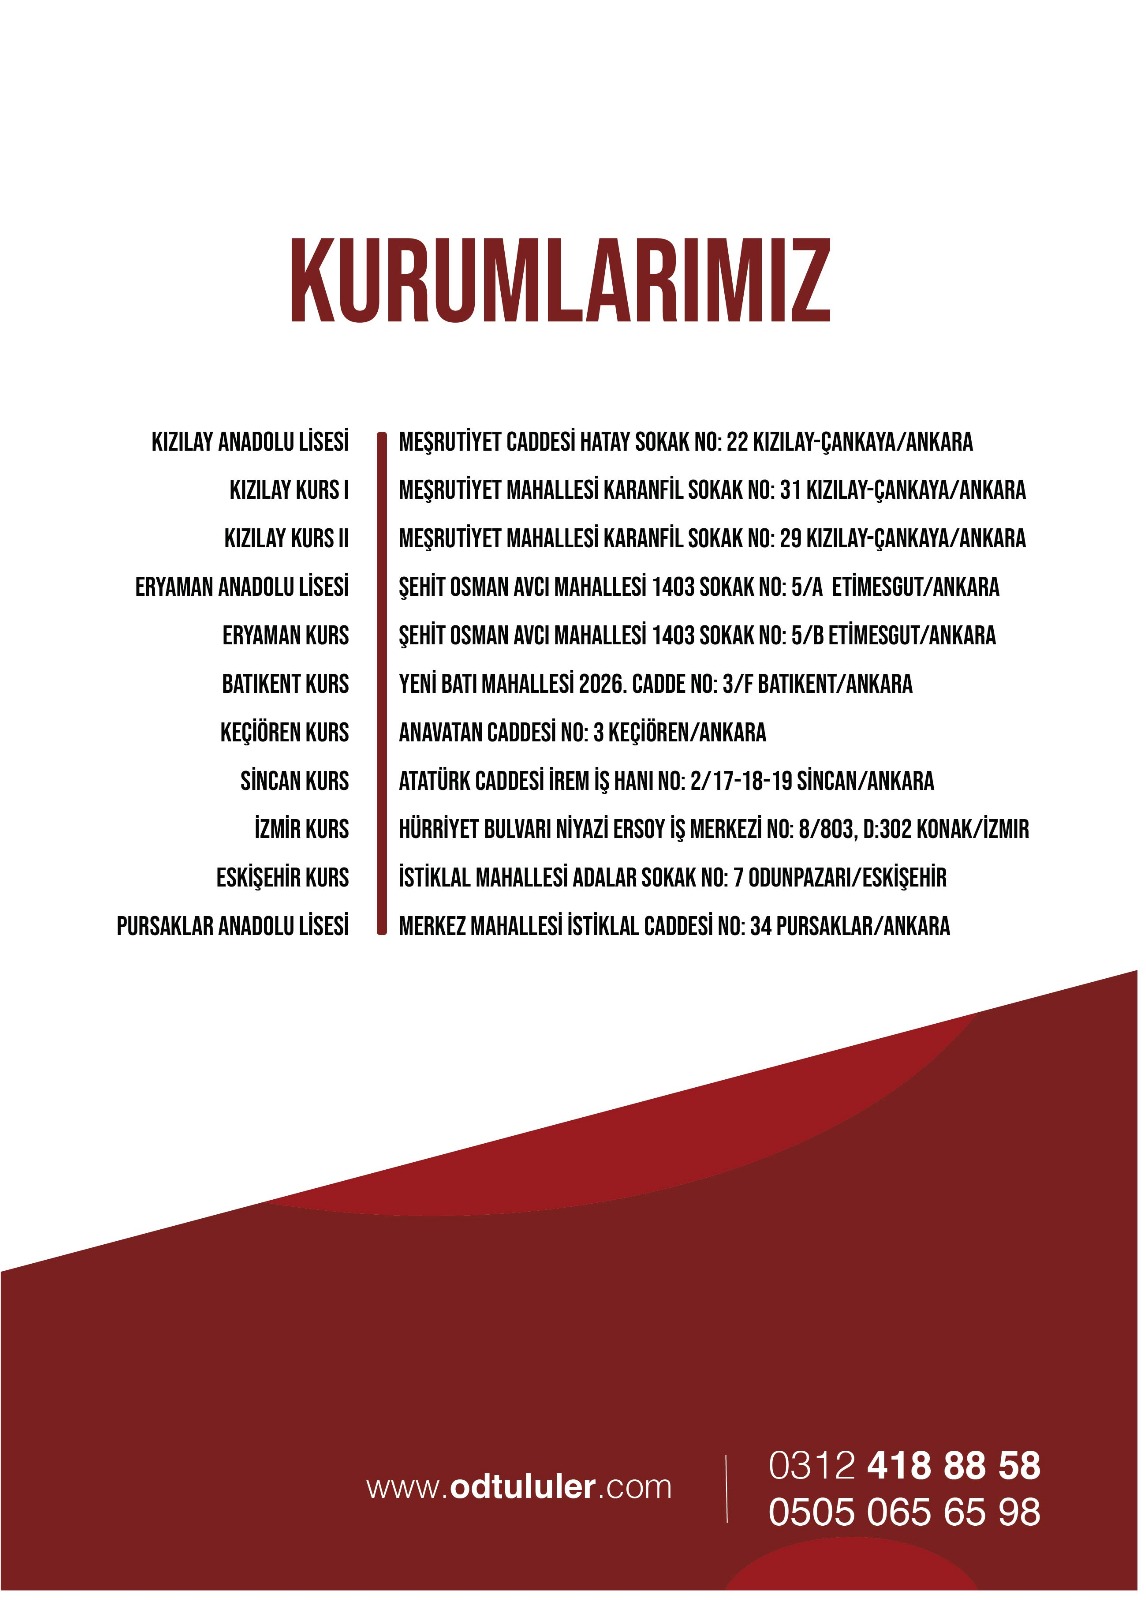 KURUMLARIMIZ
KIZILAY ANADOLU LİSESİ MEŞRUTİYET CADDESİ HATAY SOKAK NO: 22 KIZILAY-ÇANKAYA/ANKARA
KIZILAY KURS I MEŞRUTİYET MAHALLESİ KARANFİL SOKAK NO: 31 KIZILAY-ÇANKAYA/ANKARA
KIZILAY KURS II MEŞRUTİYET MAHALLESİ KARANFİL SOKAK NO: 29 KIZILAY-ÇANKAYA/ANKARA
ERYAMAN ANADOLU LİSESİ ŞEHİT OSMAN AVCI MAHALLESİ 1403 SOKAK NO: 5/A ETİMESGUT/ANKARA
ERYAMAN KURS ŞEHİT OSMAN AVCI MAHALLESİ 1403 SOKAK NO: 5/B ETİMESGUT/ANKARA
BATIKENT KURS YENİ BATI MAHALLESİ 2026. CADDE NO: 3/F BATIKENT/ANKARA
KEÇİÖREN KURS ANAVATAN CADDESİ NO: 3 KEÇİÖREN/ANKARA
SİNCAN KURS ATATÜRK CADDESİ İREM İŞ HANI NO: 2/17-18-19 SİNCAN/ANKARA
İZMİR KURS HÜRRİYET BULVARI NİYAZİ ERSOY İŞ MERKEZİ NO: 8/803, D:302 KONAK/İZMIR
ESKİŞEHİR KURS İSTİKLAL MAHALLESİ ADALAR SOKAK NO: 7 ODUNPAZARI/ESKİŞEHİR
PURSAKLAR ANADOLU LİSESİ MERKEZ MAHALLESİ İSTİKLAL CADDESİ NO: 34 PURSAKLAR/ANKARA
www.odtululer.com
0312 418 88 58
0505 065 65 98